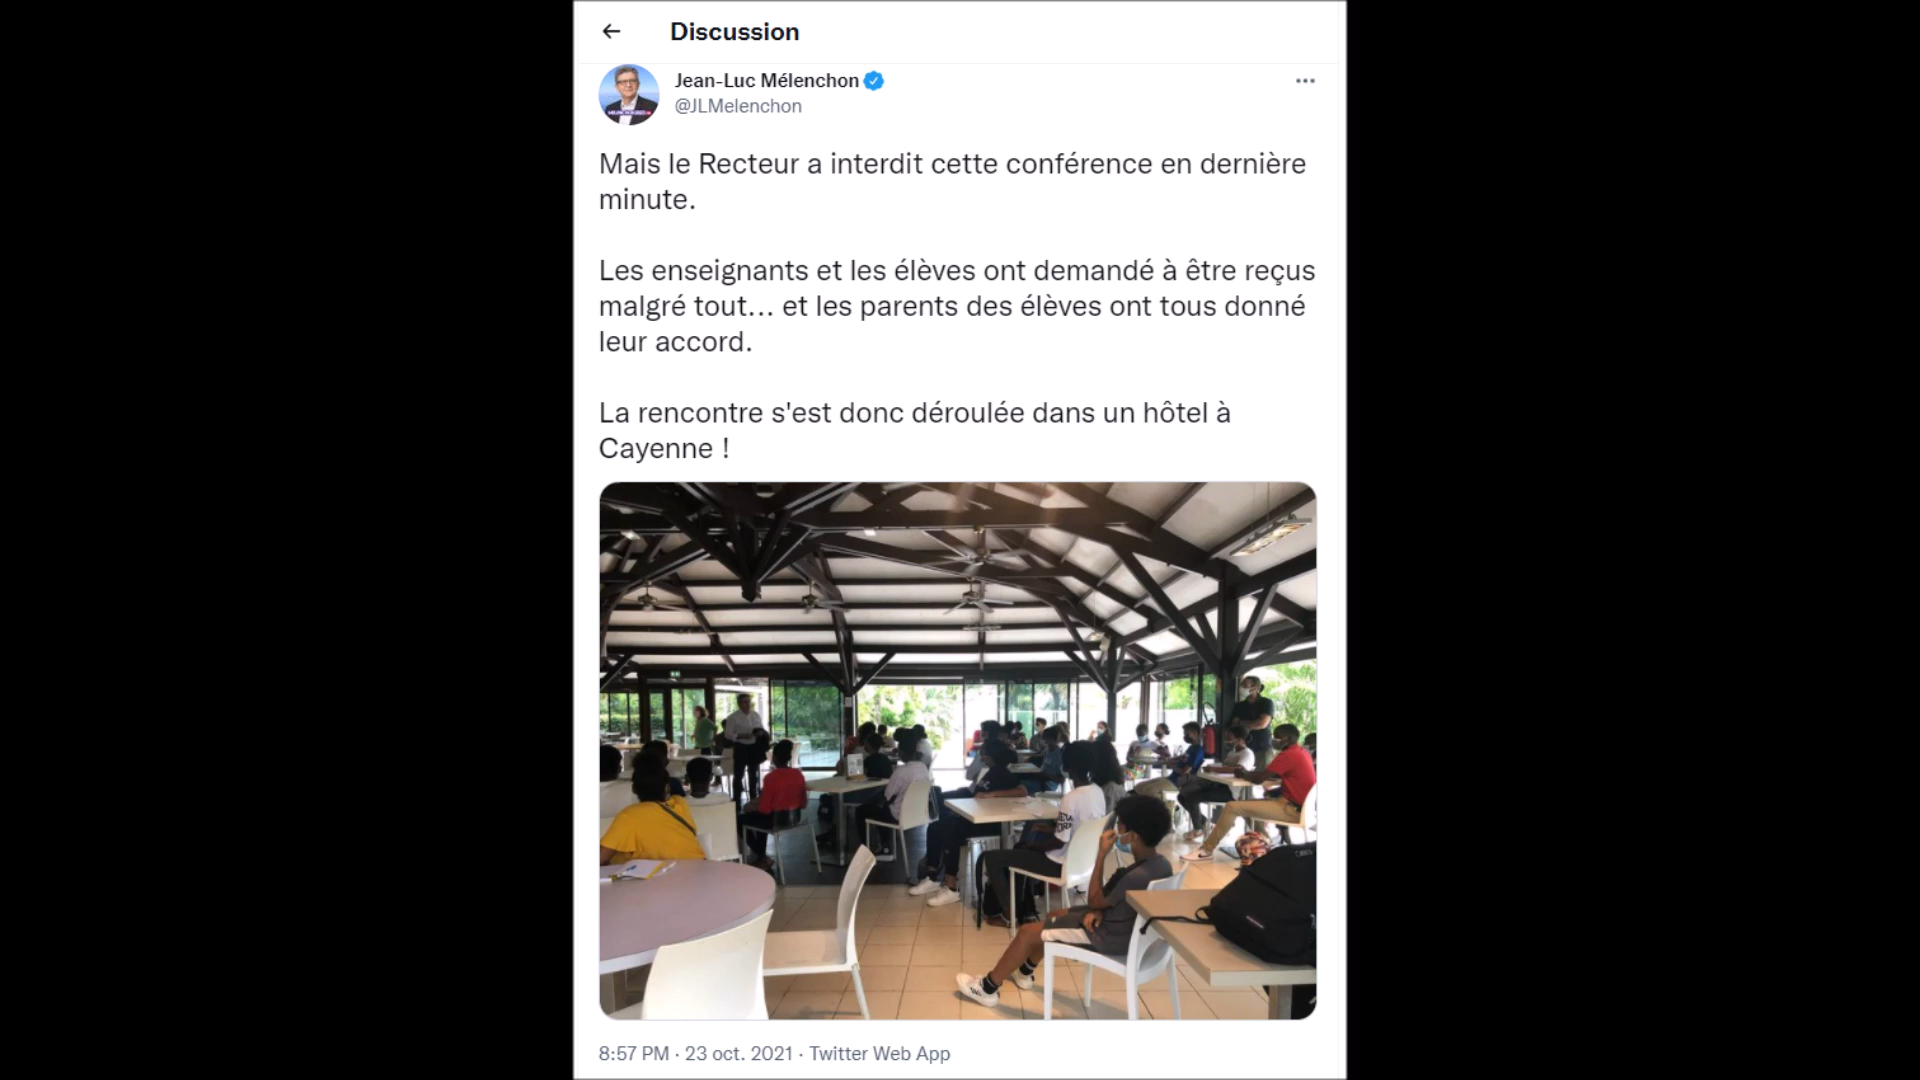 Discussion
Jean-Luc Mélenchon
@JLMelenchon
Mais le Recteur a interdit cette conférence en dernière
minute.
Les enseignants et les élèves ont demandé à être reçus
malgré tout… et les parents des élèves ont tous donné
leur accord.
La rencontre s'est donc déroulée dans un hôtel à
Cayenne !
8:57 PM · 23 oct. 2021 · Twitter Web App